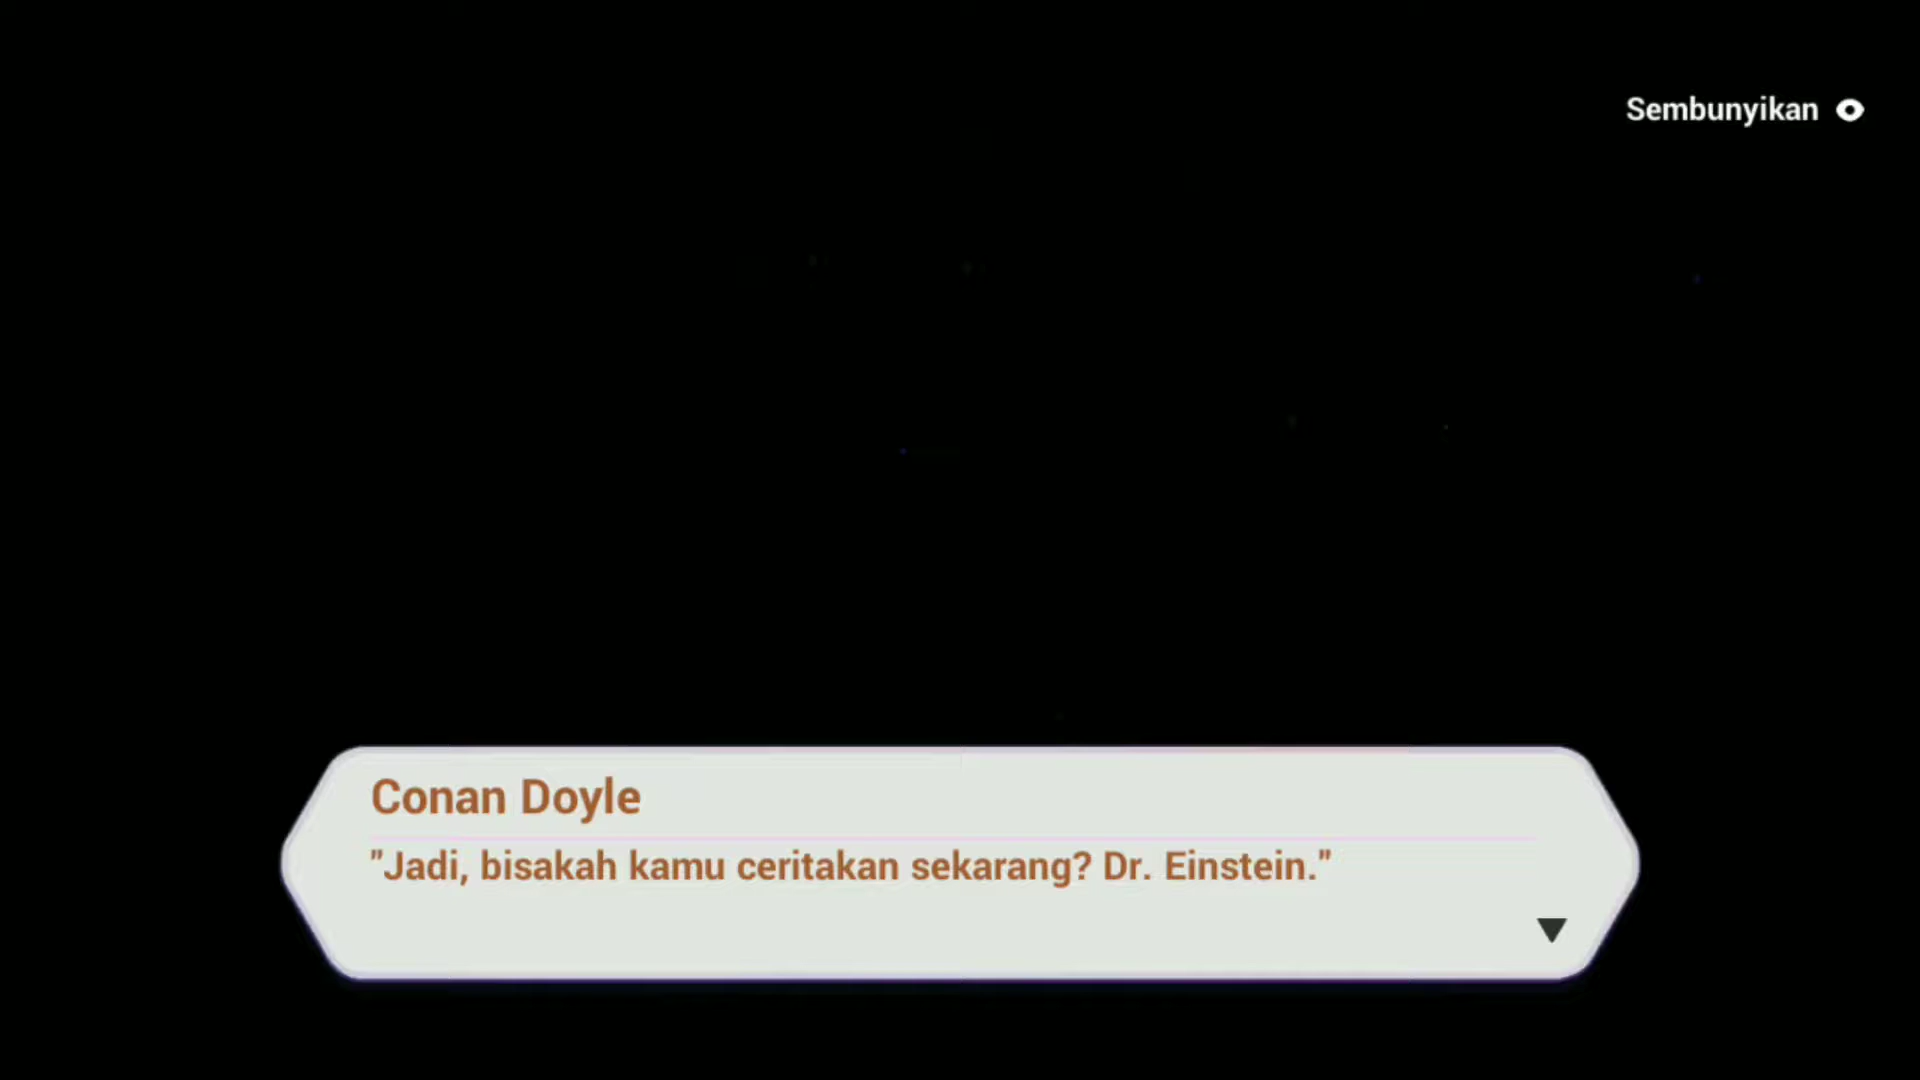 Sembunyikan
Conan Doyle
"Jadi, bisakah kamu ceritakan sekarang? Dr. Einstein."